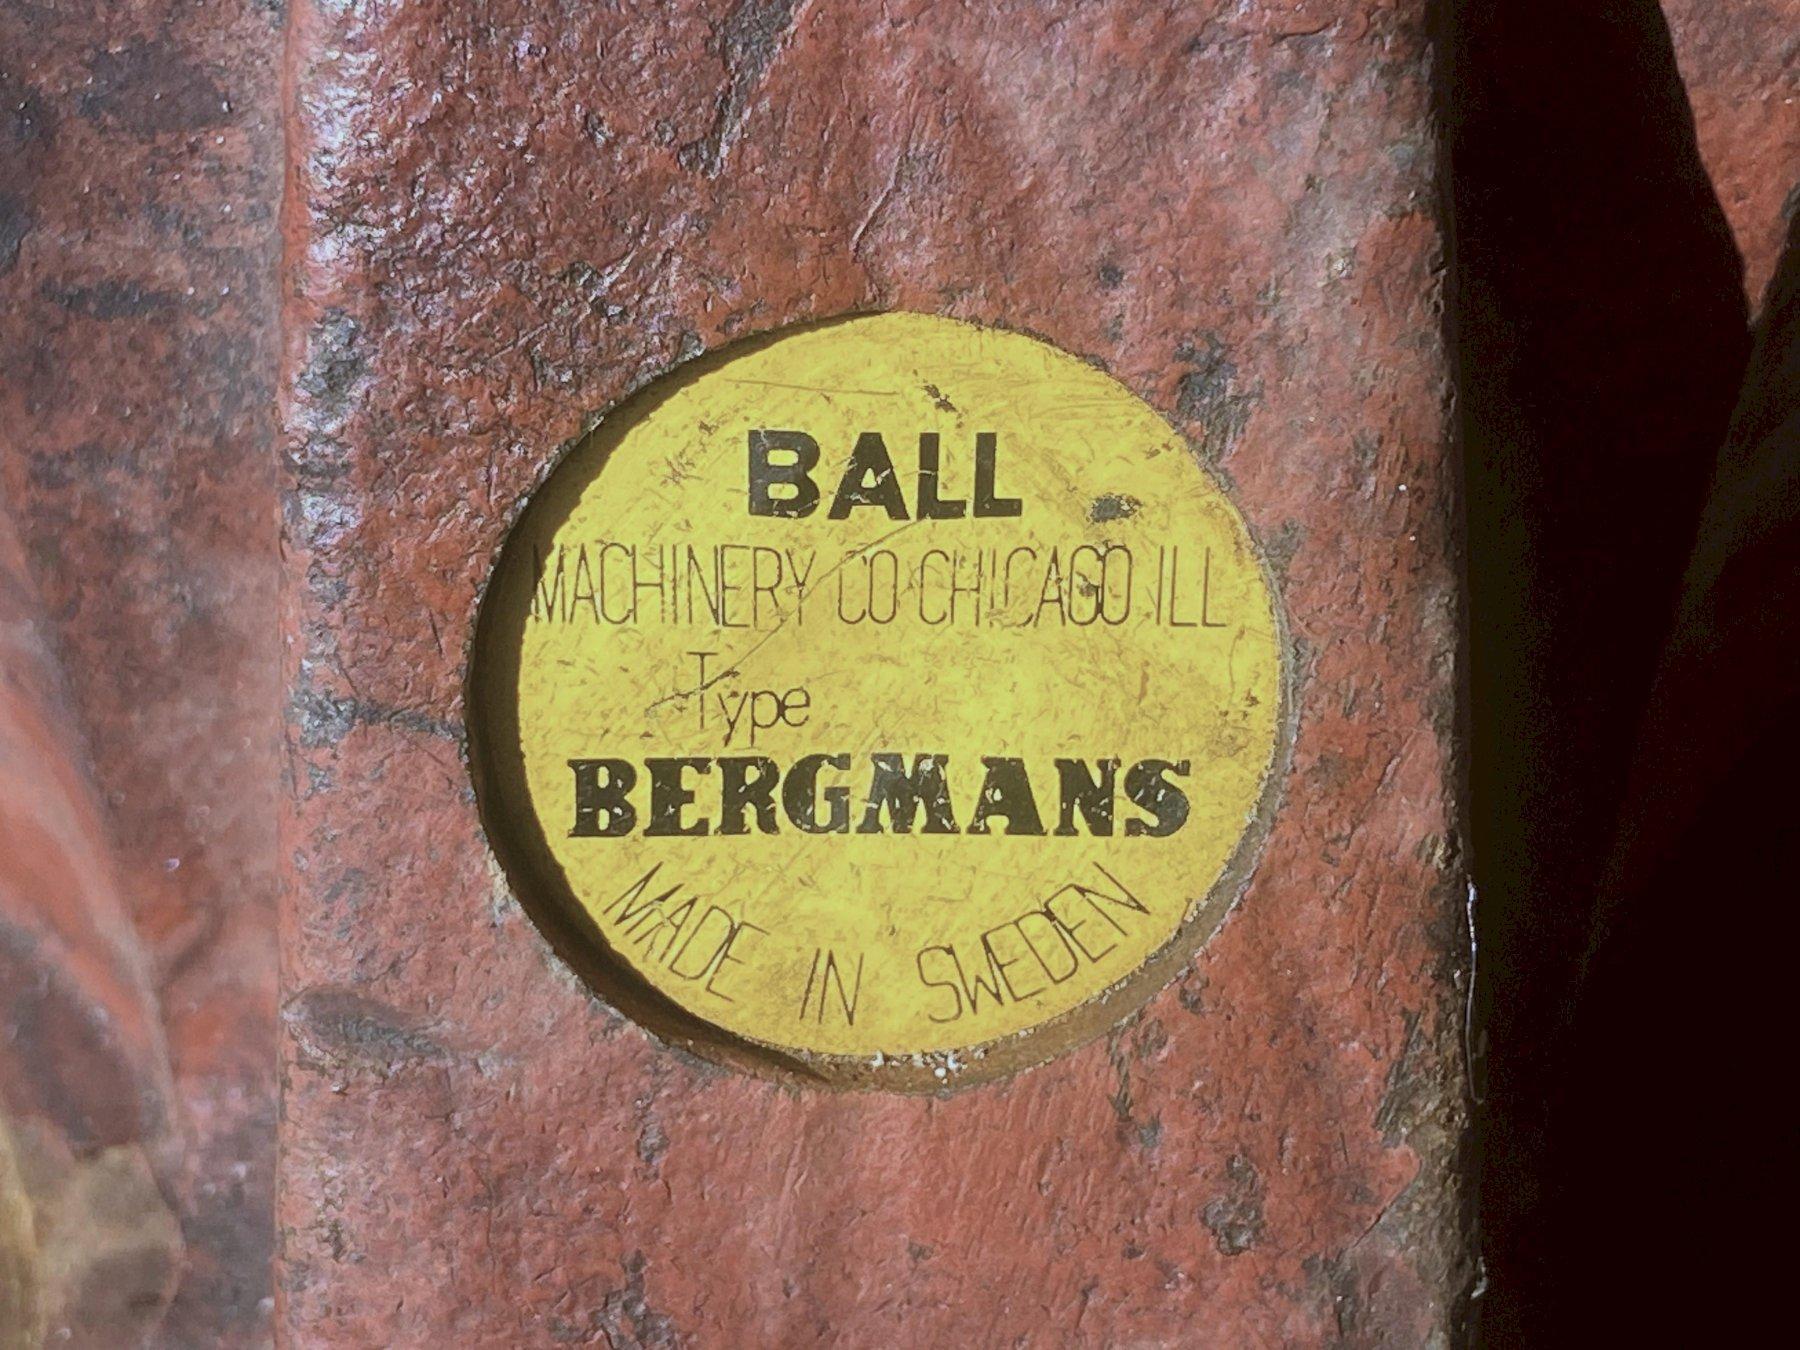 BALL
MACHINERY CO CHICAGO ILL
Type
BERGMANS
MADE IN SWEDEN